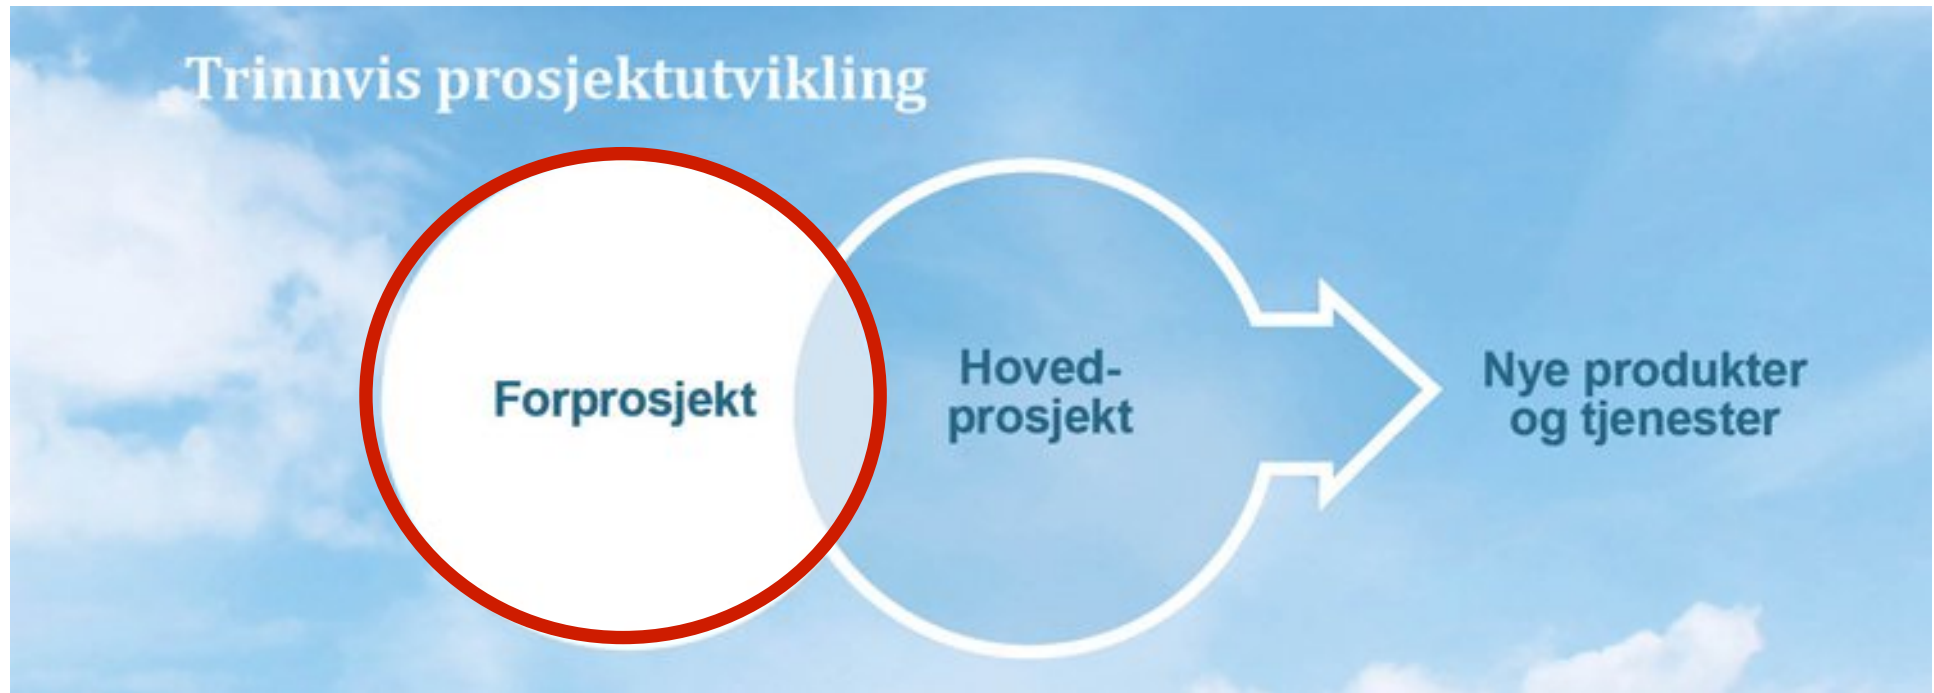 Trinnvis prosjektutvikling
Forprosjekt
Hoved-
prosjekt
Nye produkter
og tjenester